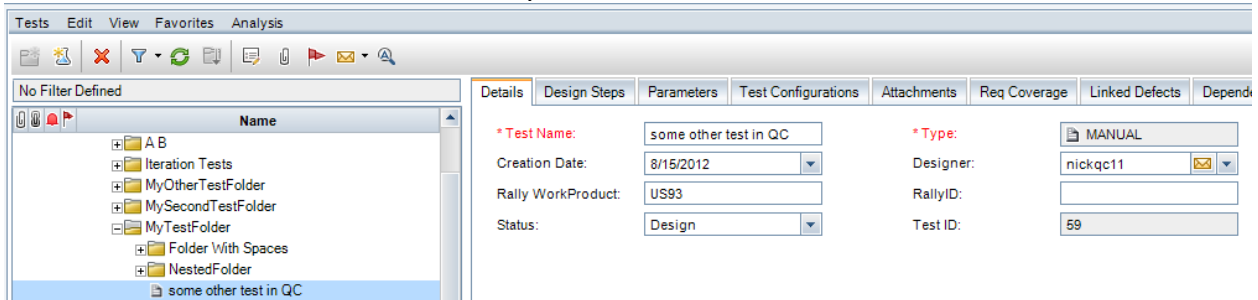 Tests Edit View Favorites Analysis
No Filter Defined
Details Design Steps Parameters Test Configurations Attachments Req Coverage Linked Defects Depende
Name
A B
Iteration Tests
MyOtherTestFolder
MySecondTestFolder
MyTestFolder
Folder With Spaces
NestedFolder
some other test in QC
* Test Name: some other test in QC * Type: MANUAL
Creation Date: 8/15/2012 Designer: nickqc11
Rally WorkProduct: US93 RallyID:
Status: Design Test ID: 59